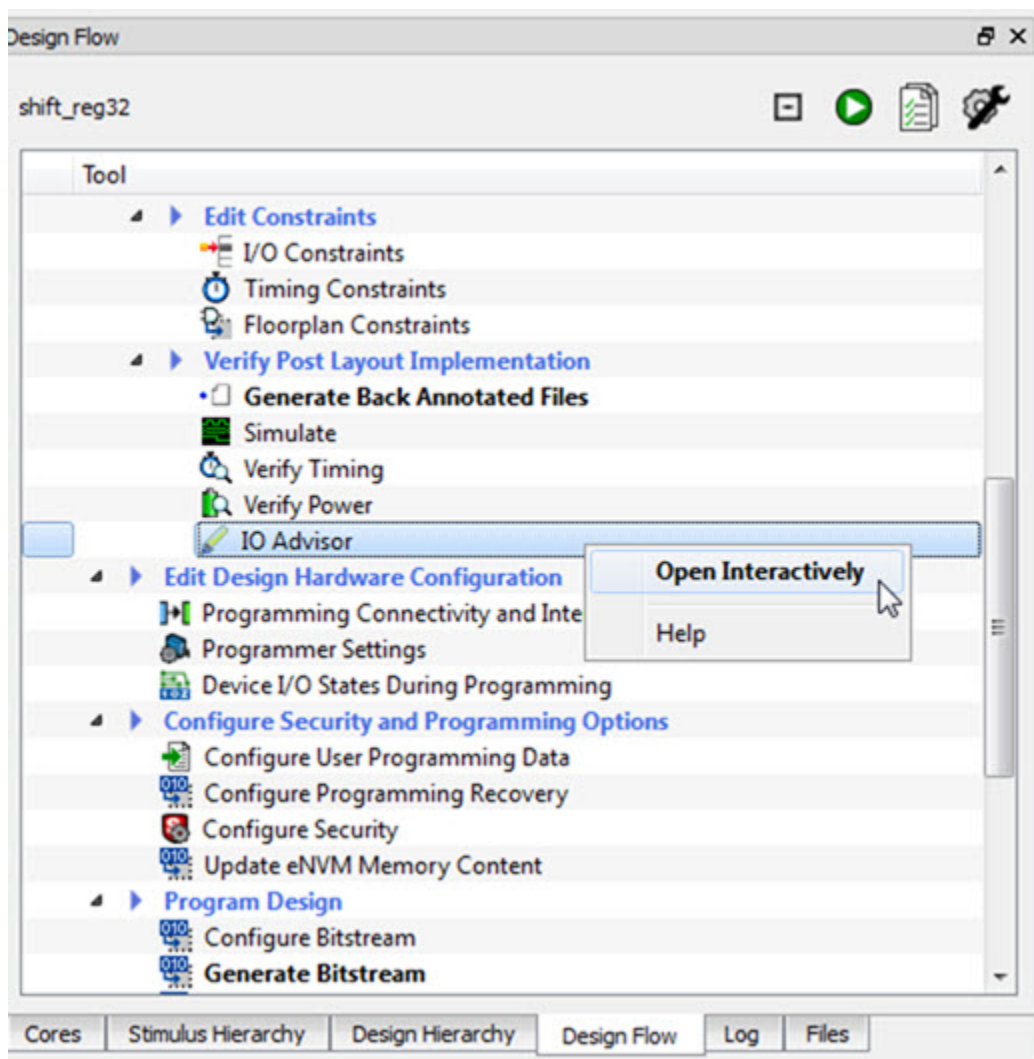 Design Flow
shift_reg32
Tool
Edit Constraints
I/O Constraints
Timing Constraints
Floorplan Constraints
Verify Post Layout Implementation
Generate Back Annotated Files
Simulate
Verify Timing
Verify Power
IO Advisor
Open Interactively
Edit Design Hardware Configuration
Programming Connectivity and Inte
Help
Programmer Settings
Device I/O States During Programming
Configure Security and Programming Options
Configure User Programming Data
Configure Programming Recovery
Configure Security
Update eNVM Memory Content
Program Design
Configure Bitstream
Generate Bitstream
Cores Stimulus Hierarchy Design Hierarchy Design Flow Log Files